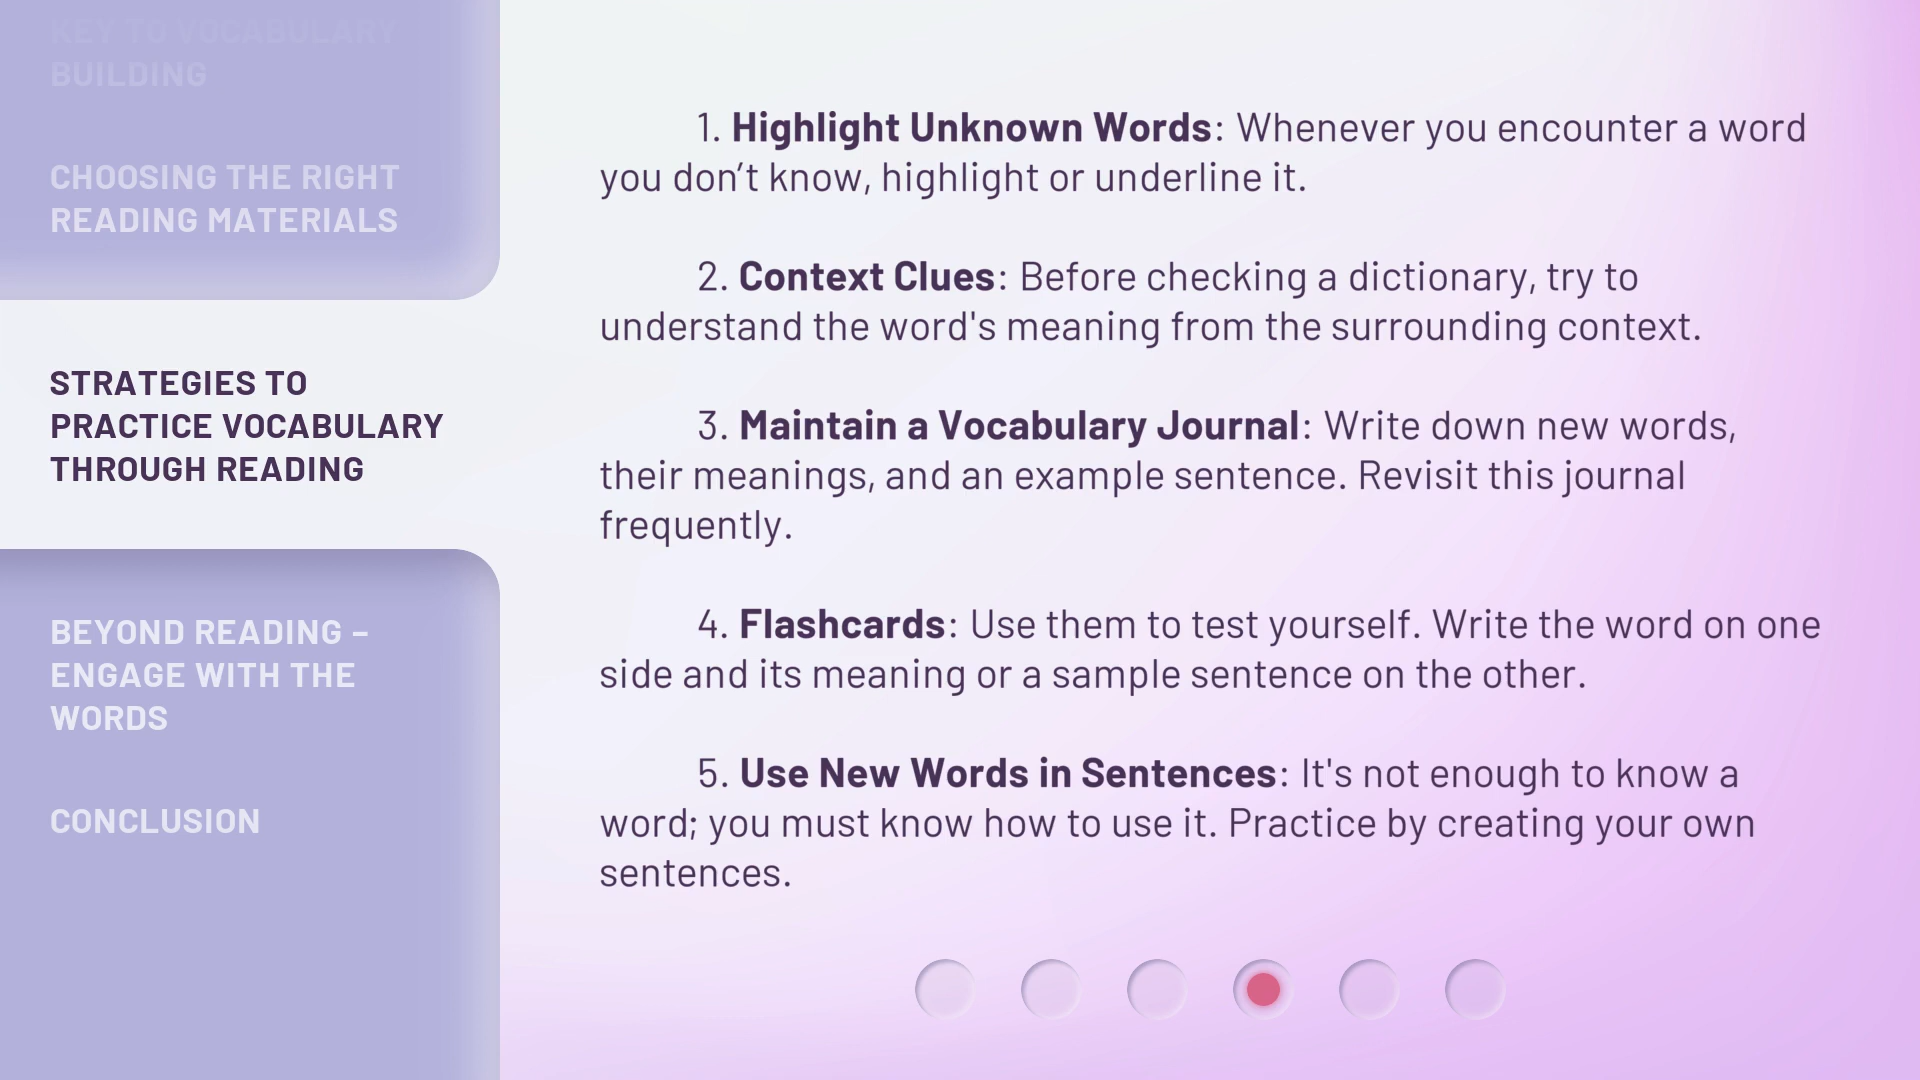 KEY TO VOCABULARY
BUILDING
CHOOSING THE RIGHT
READING MATERIALS
STRATEGIES TO
PRACTICE VOCABULARY
THROUGH READING
BEYOND READING –
ENGAGE WITH THE
WORDS
CONCLUSION
1. Highlight Unknown Words: Whenever you encounter a word
you don’t know, highlight or underline it.
2. Context Clues: Before checking a dictionary, try to
understand the word's meaning from the surrounding context.
3. Maintain a Vocabulary Journal: Write down new words,
their meanings, and an example sentence. Revisit this journal
frequently.
4. Flashcards: Use them to test yourself. Write the word on one
side and its meaning or a sample sentence on the other.
5. Use New Words in Sentences: It's not enough to know a
word; you must know how to use it. Practice by creating your own
sentences.